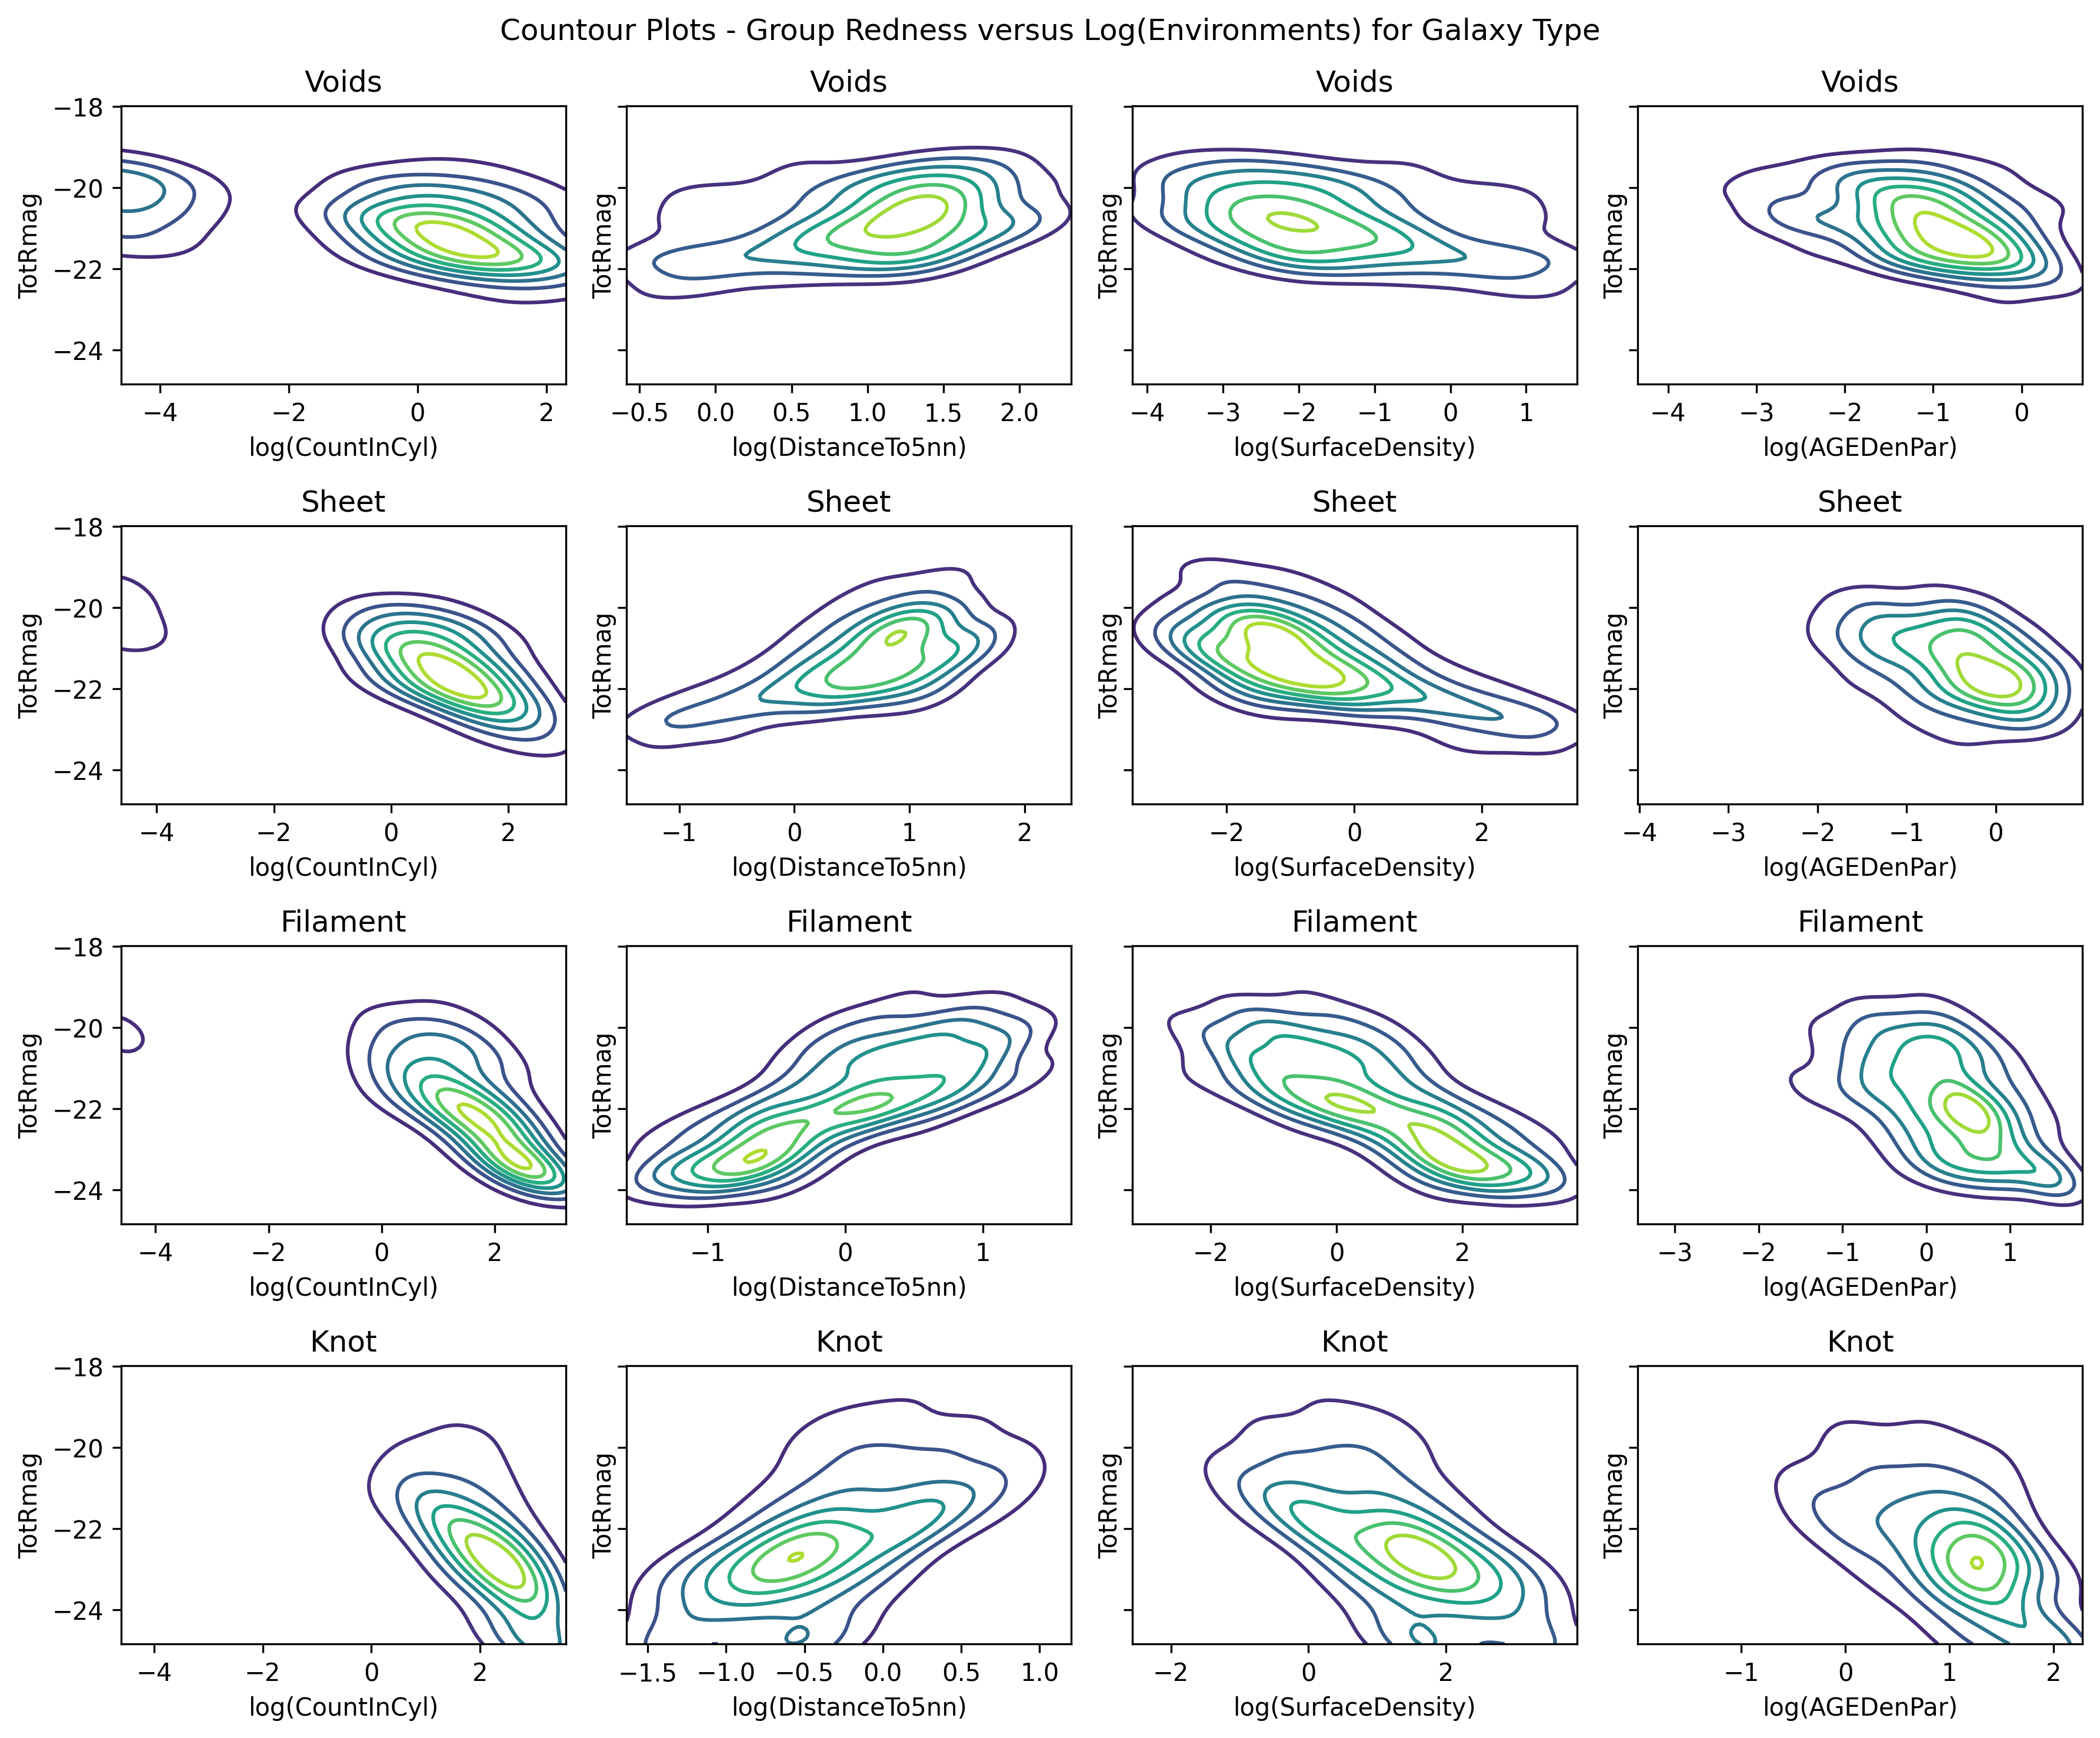 Countour Plots - Group Redness versus Log(Environments) for Galaxy Type
Voids Voids Voids Voids
−18
−20
−22
−24
TotRmag TotRmag TotRmag TotRmag
−4 −2 0 2 −0.5 0.0 0.5 1.0 1.5 2.0 −4 −3 −2 −1 0 1 −4 −3 −2 −1 0
log(CountInCyl) log(DistanceTo5nn) log(SurfaceDensity) log(AGEDenPar)
Sheet Sheet Sheet Sheet
−18
−20
−22
−24
TotRmag TotRmag TotRmag TotRmag
−4 −2 0 2 −1 0 1 2 −2 0 2 −4 −3 −2 −1 0
log(CountInCyl) log(DistanceTo5nn) log(SurfaceDensity) log(AGEDenPar)
Filament Filament Filament Filament
−18
−20
−22
−24
TotRmag TotRmag TotRmag TotRmag
−4 −2 0 2 −1 0 1 −2 0 2 −3 −2 −1 0 1
log(CountInCyl) log(DistanceTo5nn) log(SurfaceDensity) log(AGEDenPar)
Knot Knot Knot Knot
−18
−20
−22
−24
TotRmag TotRmag TotRmag TotRmag
−4 −2 0 2 −1.5 −1.0 −0.5 0.0 0.5 1.0 −2 0 2 −1 0 1 2
log(CountInCyl) log(DistanceTo5nn) log(SurfaceDensity) log(AGEDenPar)